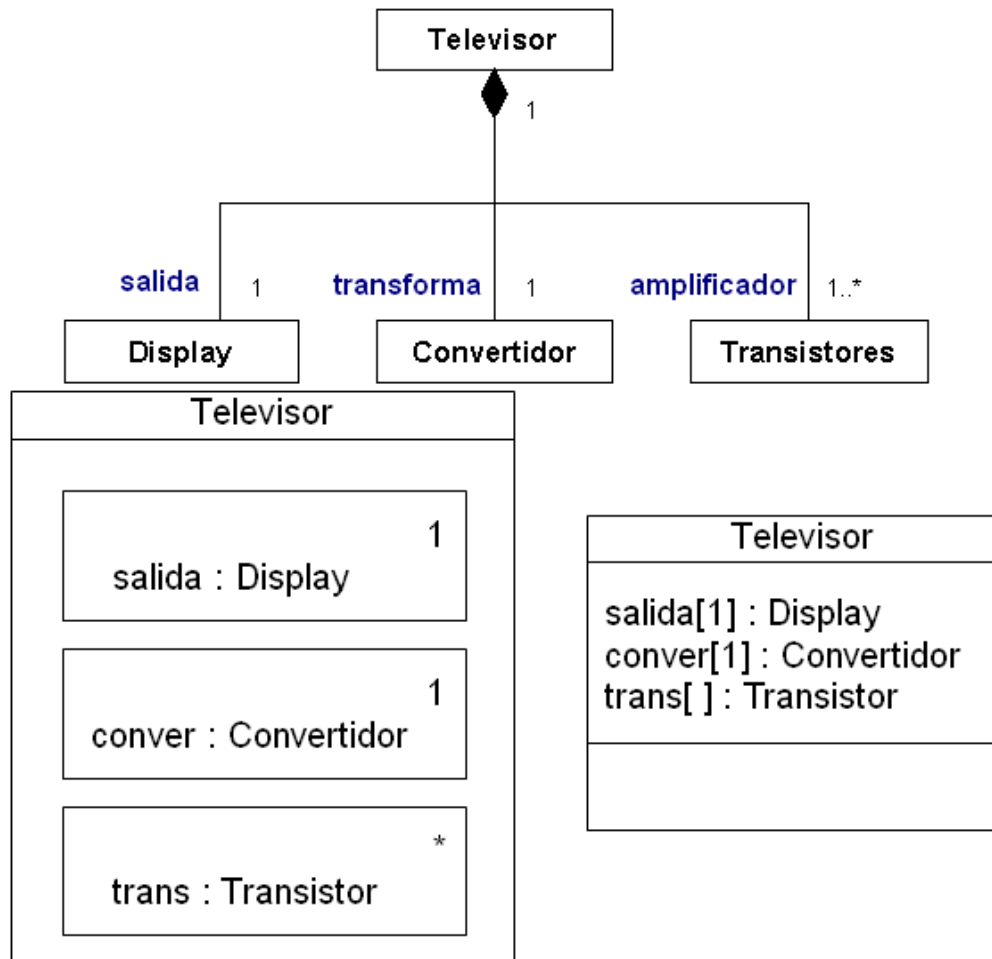 Televisor
1
salida 1 transforma 1 amplificador 1..*
Display Convertidor Transistores
Televisor
1
salida : Display
1
conver : Convertidor
*
trans : Transistor
Televisor
salida[1] : Display
conver[1] : Convertidor
trans[ ] : Transistor